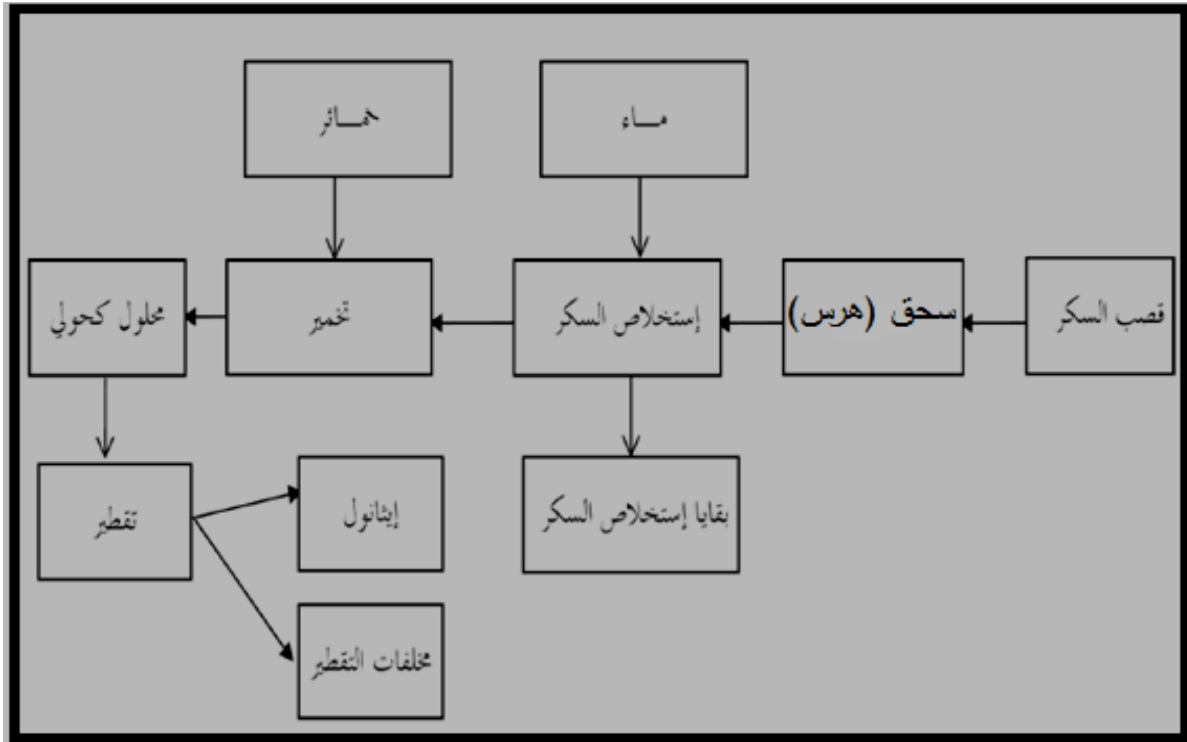 ماء
خمائر
قصب السكر
سحق (هرس)
إستخلاص السكر
تخمير
محلول كحولي
بقايا إستخلاص السكر
إيثانول
تقطير
مخلفات التقطير